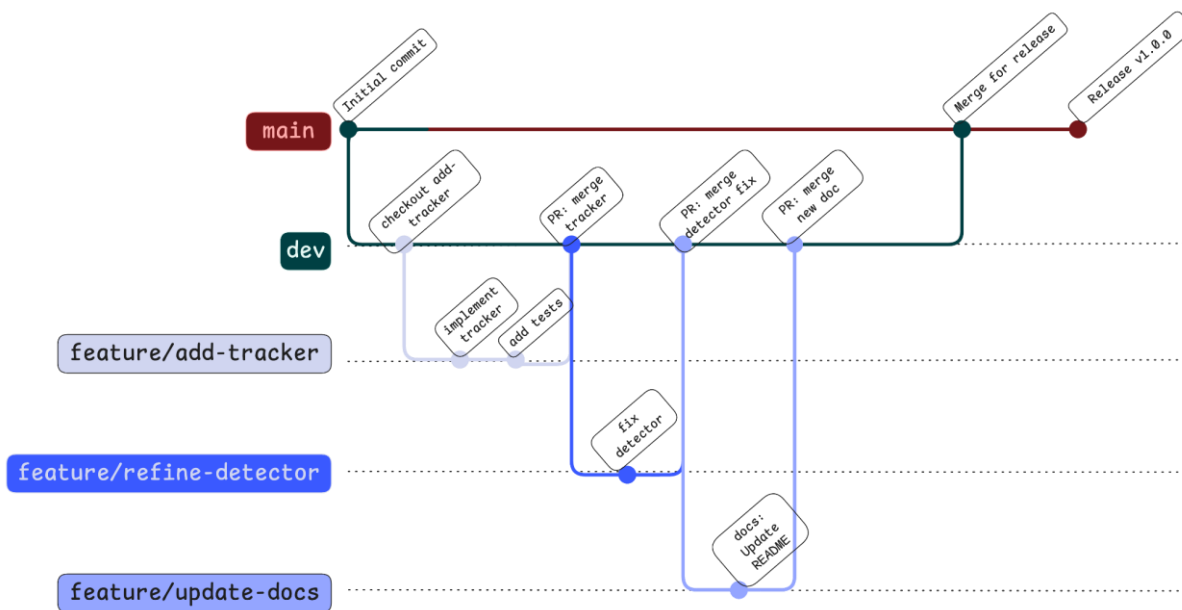 Initial commit
Merge for release
Release v1.0.0
main
checkout add-
tracker
PR: merge
tracker
PR: merge
detector fix
PR: merge
new doc
dev
implement
tracker
add tests
feature/add-tracker
fix
detector
feature/refine-detector
docs:
Update
README
feature/update-docs